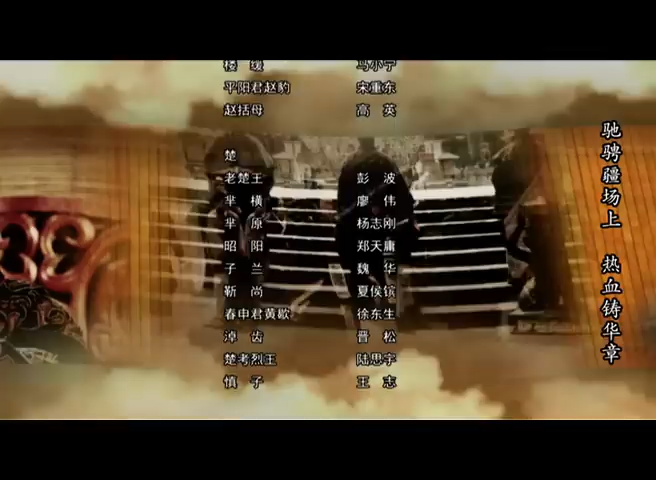 楼 缓 马小宁
平阳君赵豹 宋重东
赵括母 高 英
楚
老楚王 彭 波
芈 横 廖 伟
芈 原 杨志刚
昭 阳 郑天庸
子 兰 魏 华
靳 尚 夏侯镔
春申君黄歇 徐东生
淖 齿 晋 松
楚考烈王 陆思宇
慎 子 王 志
驰骋疆场上 热血铸华章